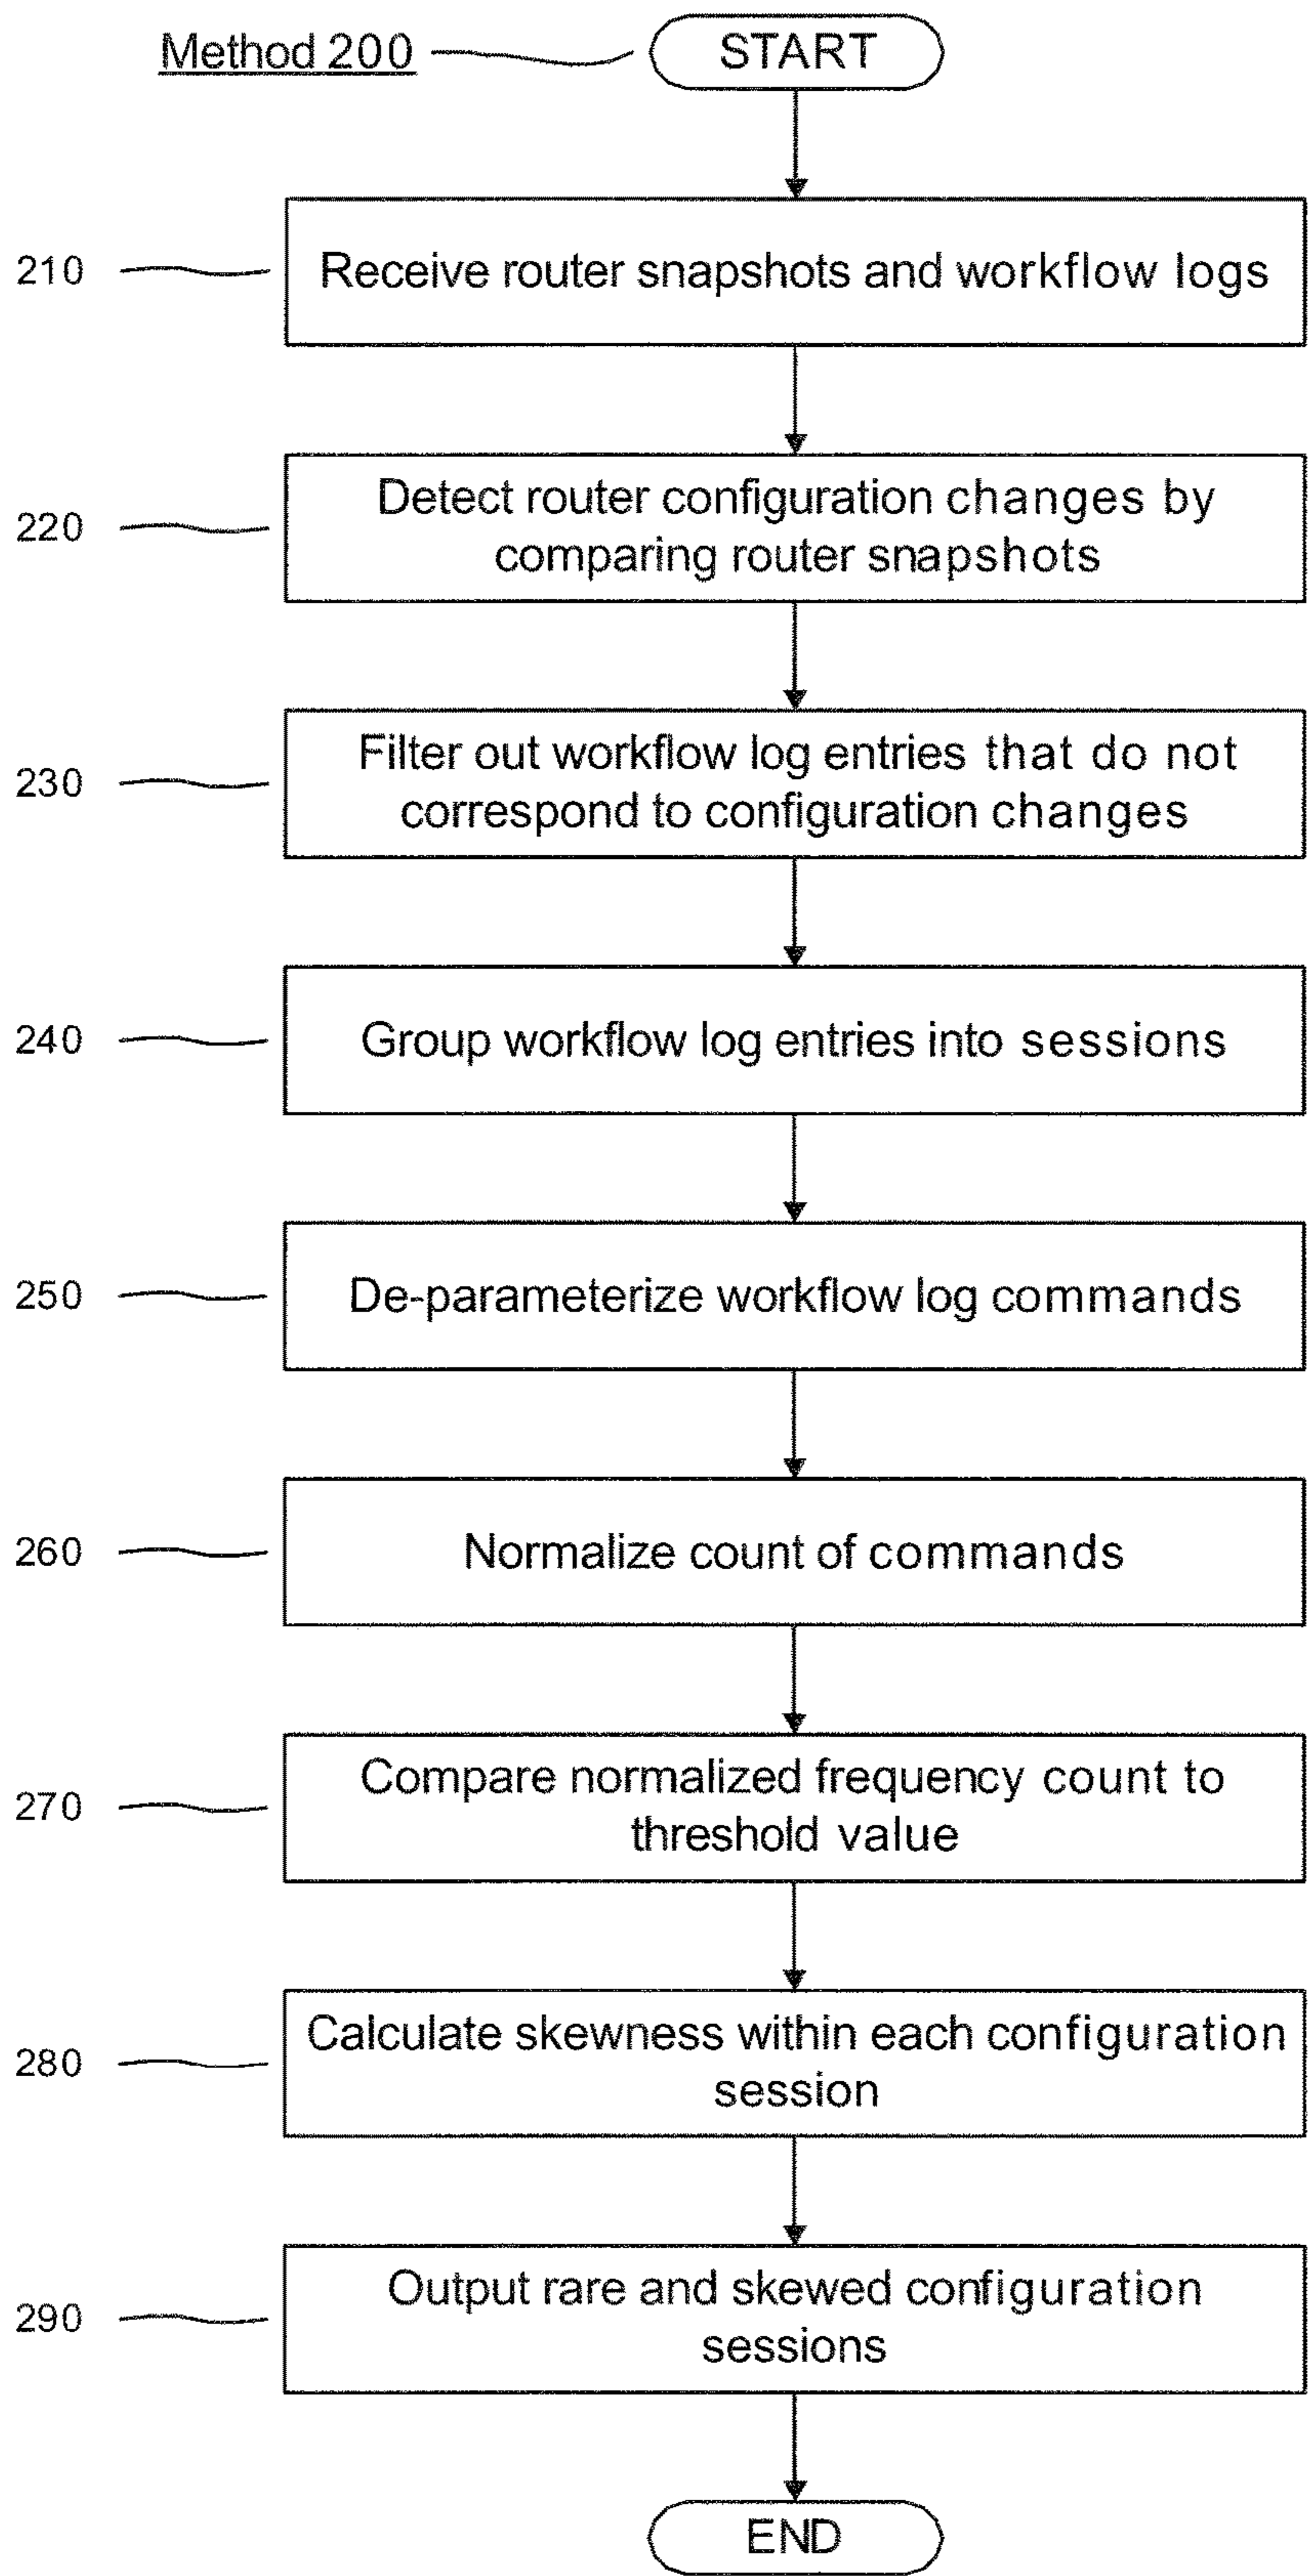 Method 200
START
210
Receive router snapshots and workflow logs
220
Detect router configuration changes by
comparing router snapshots
230
Filter out workflow log entries that do not
correspond to configuration changes
240
Group workflow log entries into sessions
250
De-parameterize workflow log commands
260
Normalize count of commands
270
Compare normalized frequency count to
threshold value
280
Calculate skewness within each configuration
session
290
Output rare and skewed configuration
sessions
END